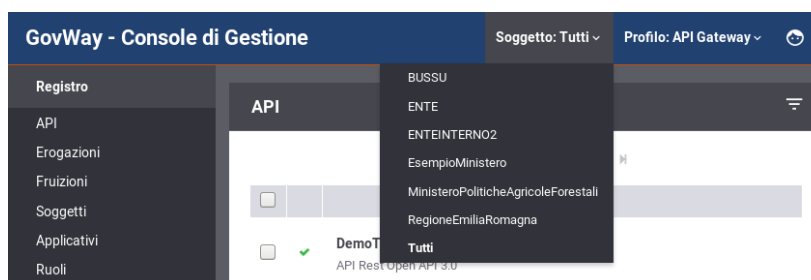 GovWay - Console di Gestione
Soggetto: Tutti
Profilo: API Gateway
Registro
API
Erogazioni
Fruizioni
Soggetti
Applicativi
Ruoli
API
BUSSU
ENTE
ENTEINTERNO2
EsempioMinistero
MinisteroPoliticheAgricoleForestali
RegioneEmiliaRomagna
Tutti
DemoT
API Rest Open API 3.0